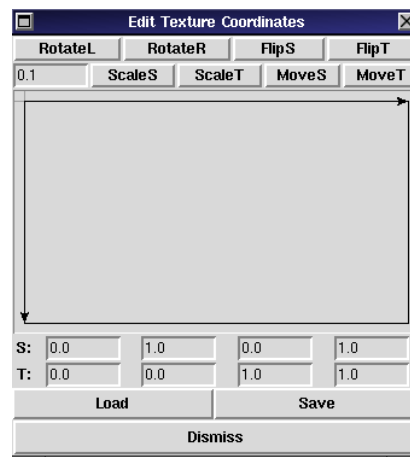 Edit Texture Coordinates
RotateL RotateR FlipS FlipT
0.1 ScaleS ScaleT MoveS MoveT
S: 0.0 1.0 0.0 1.0
T: 0.0 0.0 1.0 1.0
Load Save
Dismiss